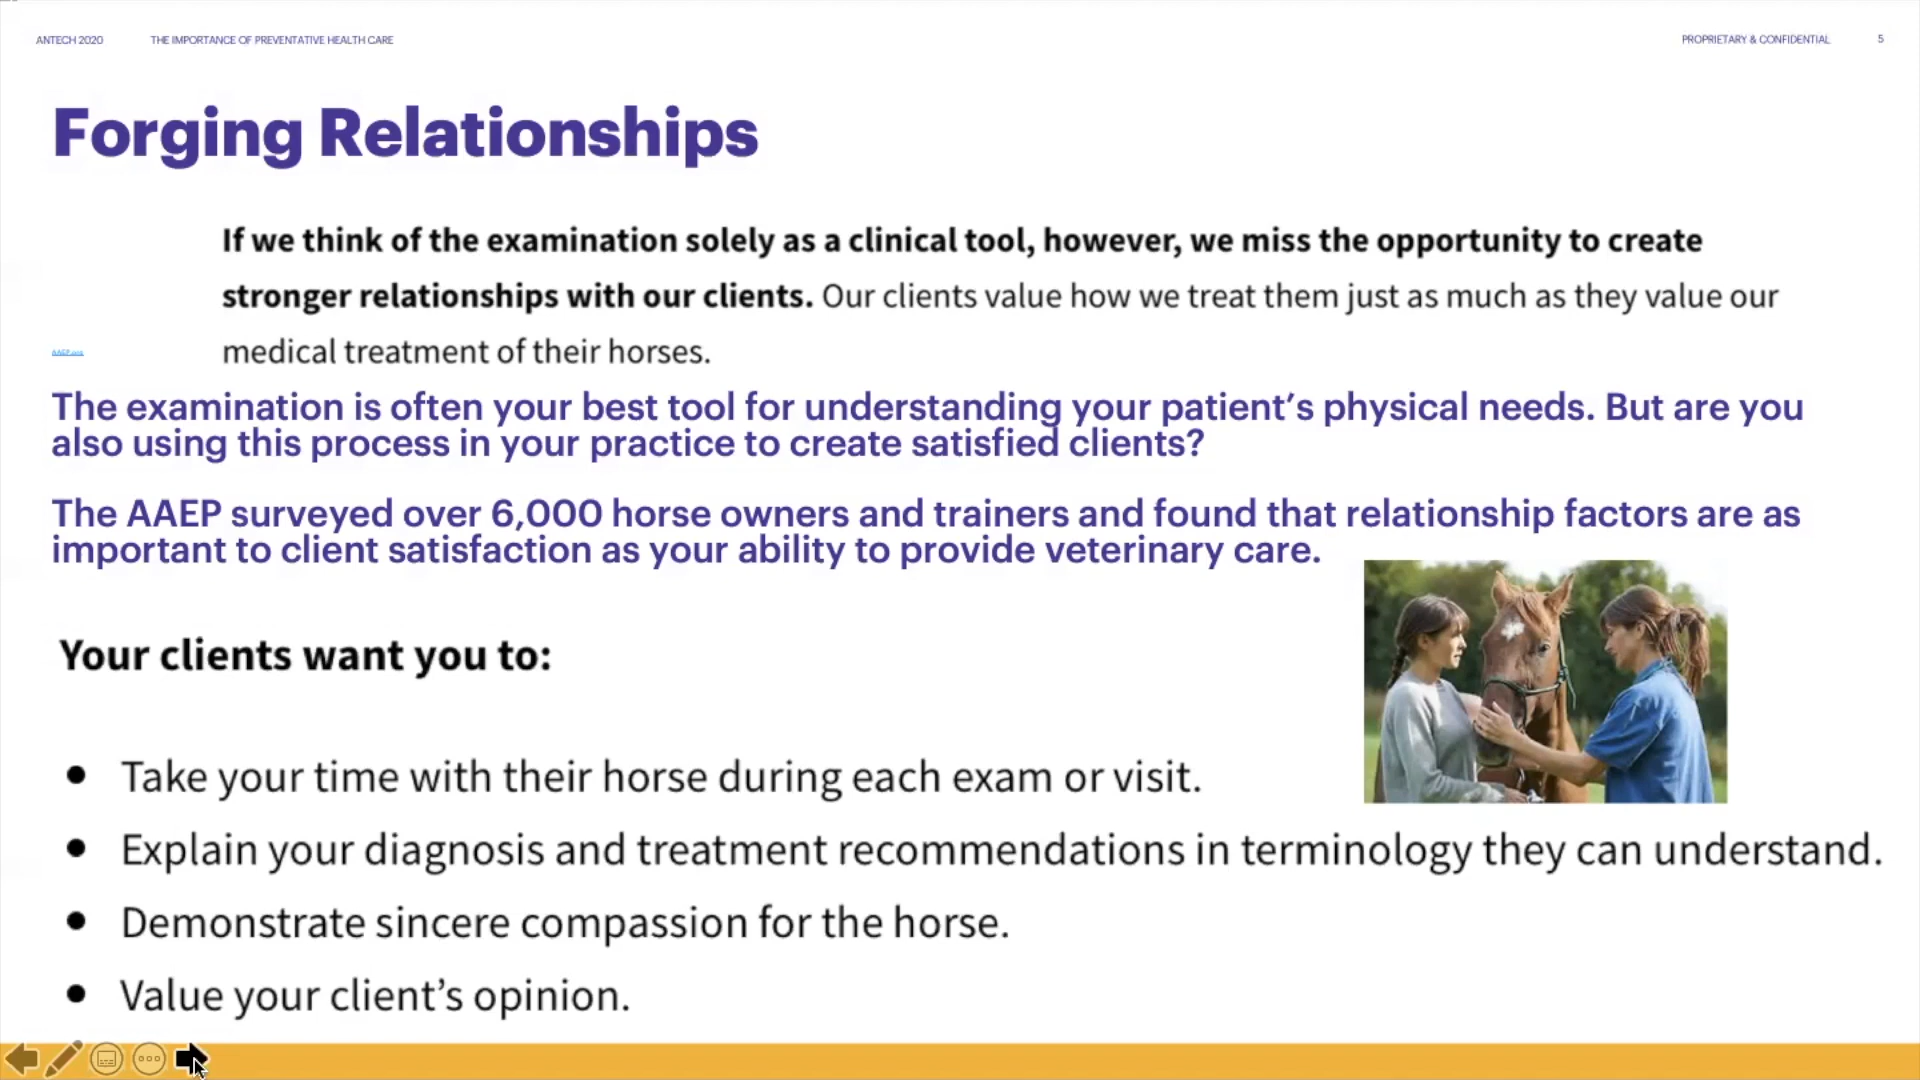 ANTECH 2020 THE IMPORTANCE OF PREVENTATIVE HEALTH CARE PROPRIETARY & CONFIDENTIAL 5
Forging Relationships
If we think of the examination solely as a clinical tool, however, we miss the opportunity to create
stronger relationships with our clients. Our clients value how we treat them just as much as they value our
medical treatment of their horses.
AAEP.org
The examination is often your best tool for understanding your patient’s physical needs. But are you
also using this process in your practice to create satisfied clients?
The AAEP surveyed over 6,000 horse owners and trainers and found that relationship factors are as
important to client satisfaction as your ability to provide veterinary care.
Your clients want you to:
• Take your time with their horse during each exam or visit.
• Explain your diagnosis and treatment recommendations in terminology they can understand.
• Demonstrate sincere compassion for the horse.
• Value your client’s opinion.